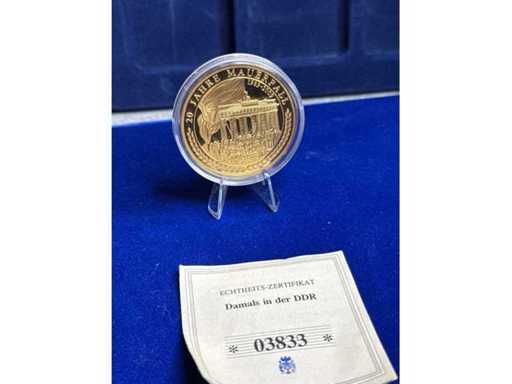 20 JAHRE MAUERFALL
ECHTHEITS-ZERTIFIKAT
Damals in der DDR
* 03833 *